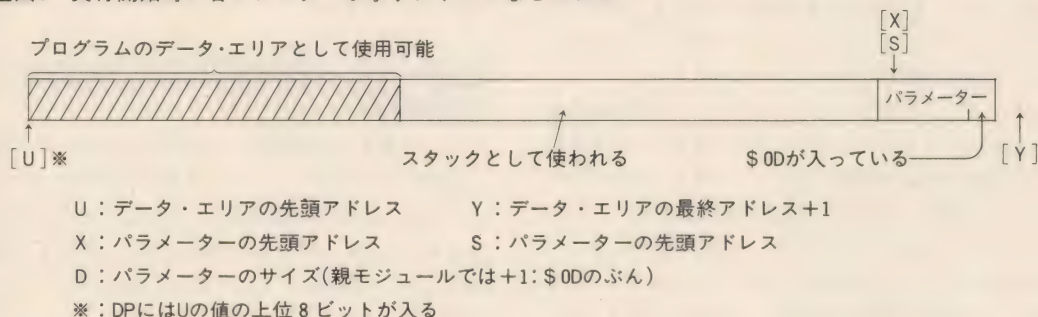 [X]
[S]
プログラムのデータ・エリアとして使用可能
パラメーター
[U]※
スタックとして使われる
$0Dが入っている
[Y]
U：データ・エリアの先頭アドレス　Y：データ・エリアの最終アドレス+1
X：パラメーターの先頭アドレス　S：パラメーターの先頭アドレス
D：パラメーターのサイズ(親モジュールでは+1:$0Dのぶん)
※：DPにはUの値の上位8ビットが入る